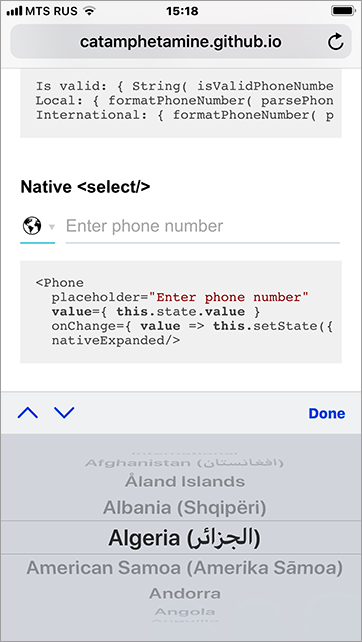 MTS RUS
15:18
catamphetamine.github.io
Is valid: { String( isValidPhoneNumbe
Local: { formatPhoneNumber( parsePhon
International: { formatPhoneNumber( p
Native <select/>
Enter phone number
<Phone
placeholder="Enter phone number"
value={ this.state.value }
onChange={ value => this.setState({
nativeExpanded/>
Done
Afghanistan (افغانستان)
Åland Islands
Albania (Shqipëri)
Algeria (الجزائر)
American Samoa (Amerika Sāmoa)
Andorra
Angola